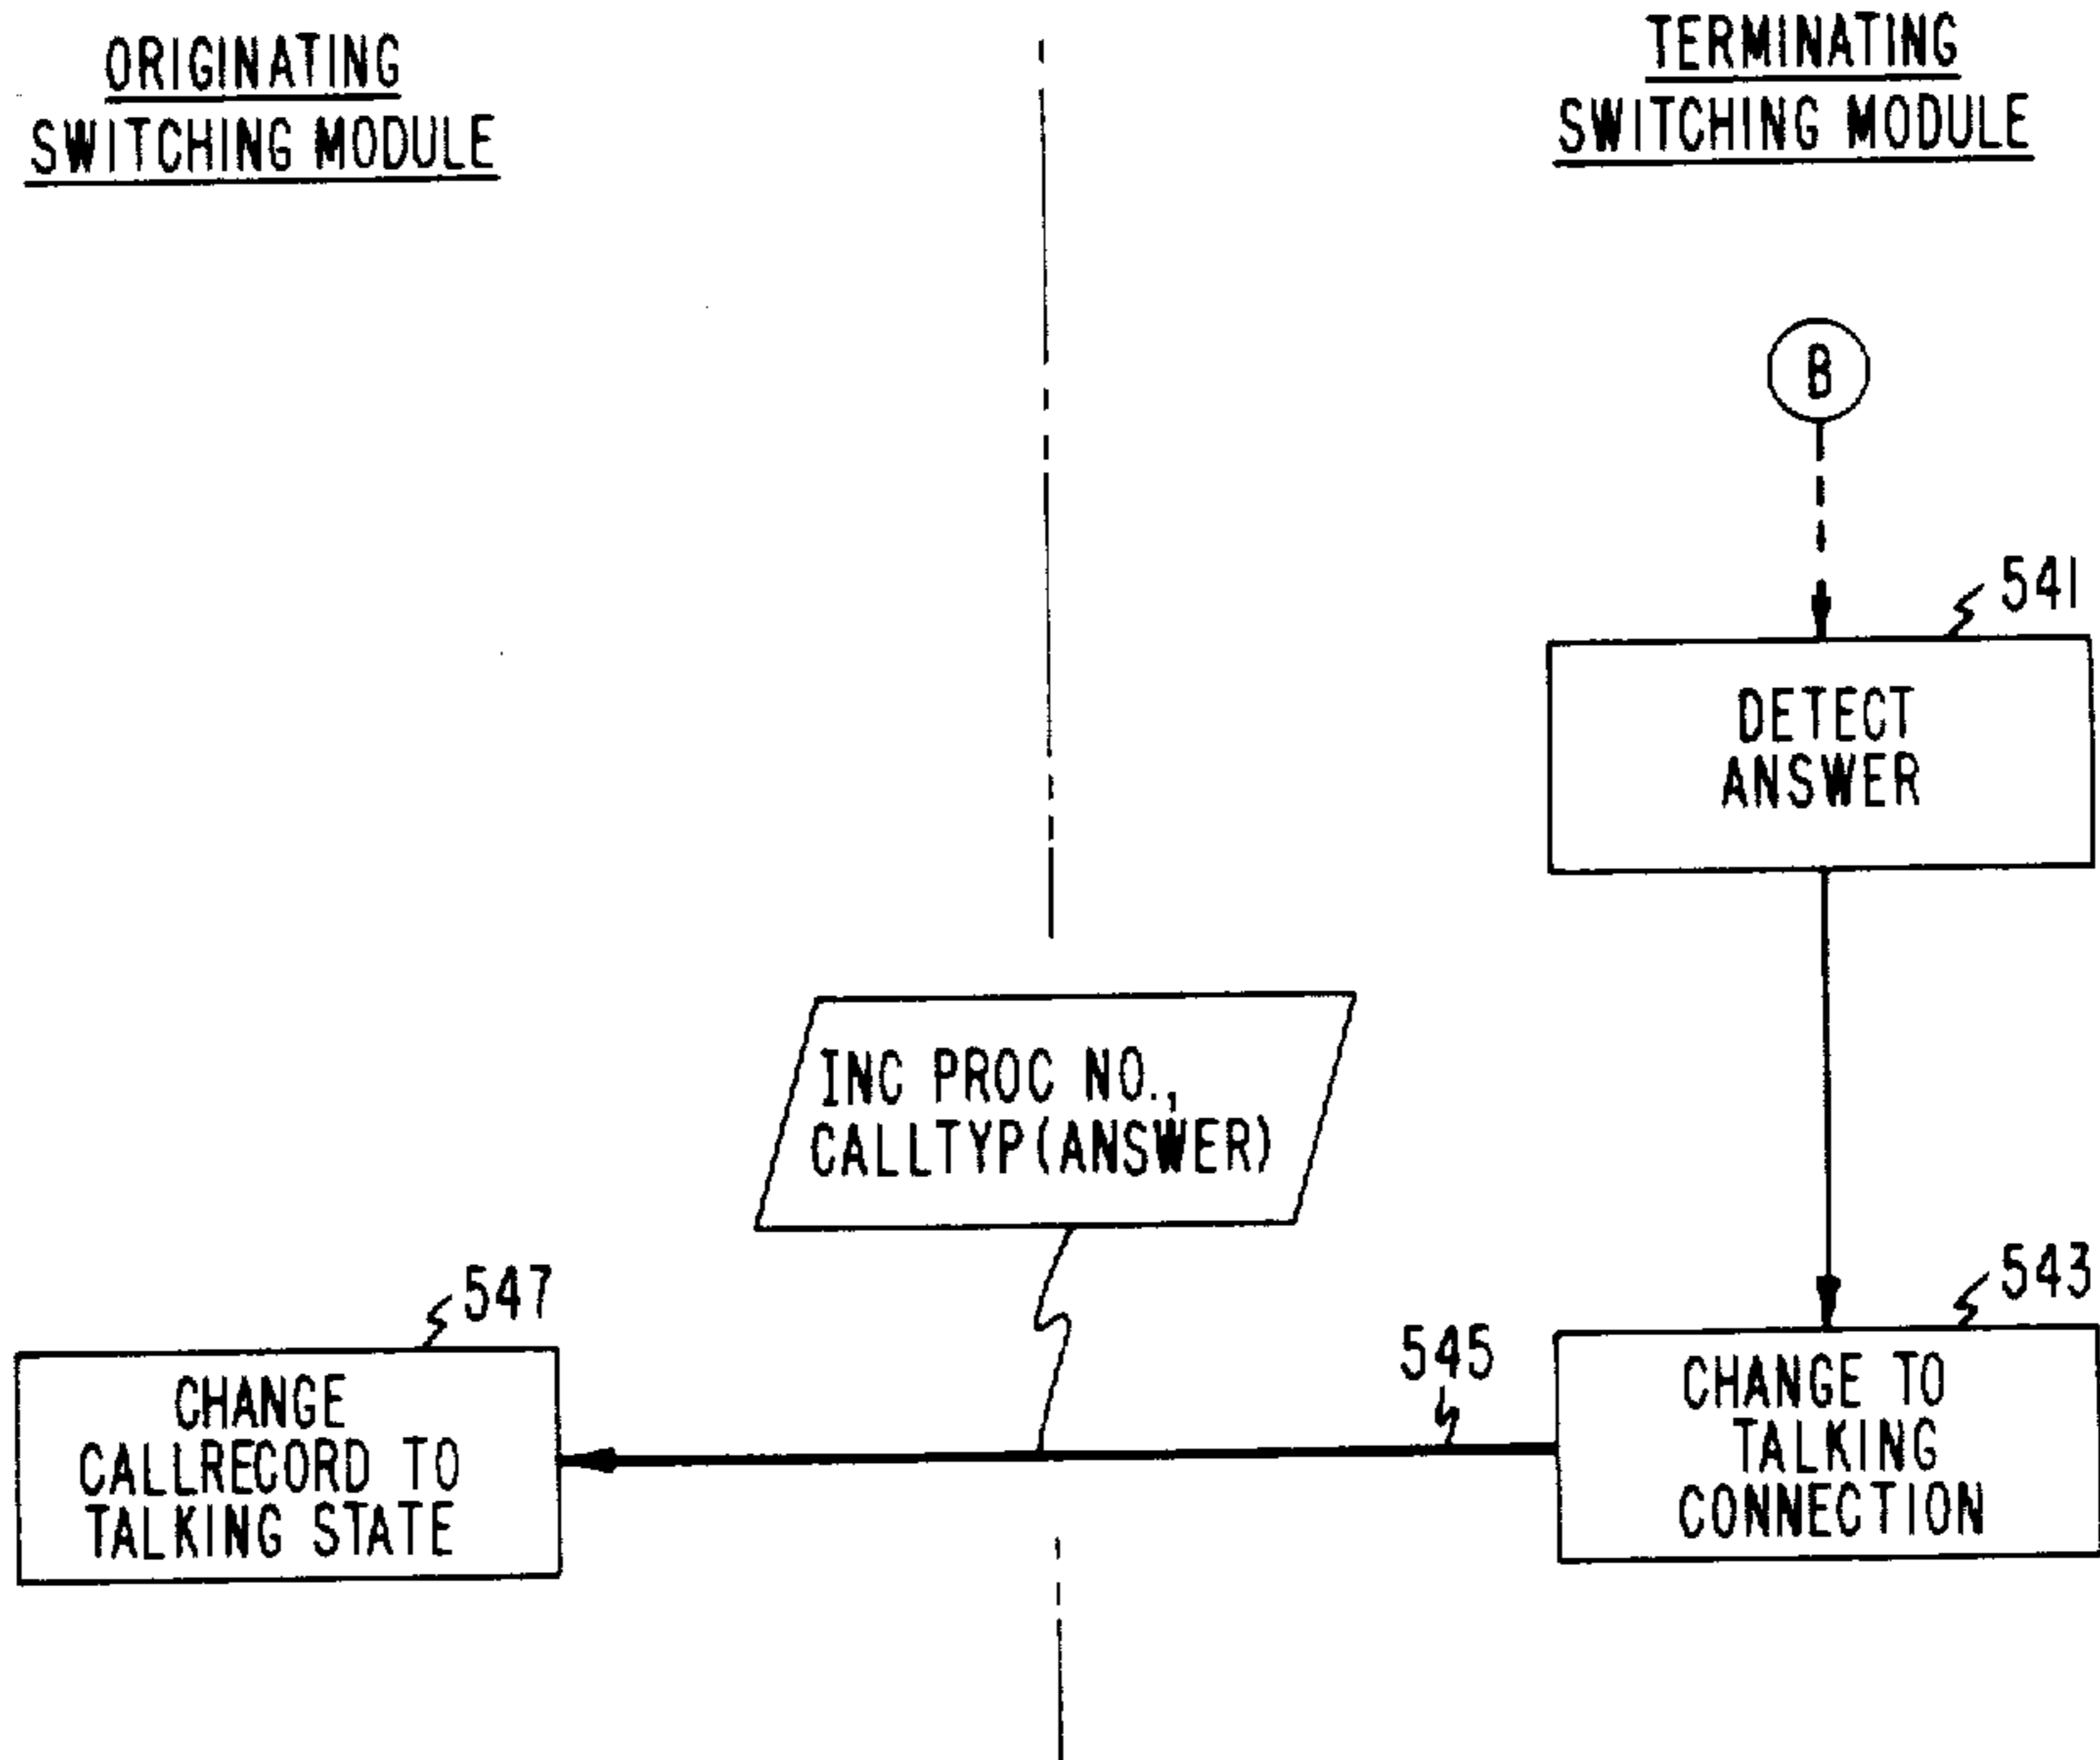 ORIGINATING
SWITCHING MODULE
TERMINATING
SWITCHING MODULE
B
541
DETECT
ANSWER
INC PROC NO.,
CALLTYP(ANSWER)
547
CHANGE
CALLRECORD TO
TALKING STATE
545
543
CHANGE TO
TALKING
CONNECTION